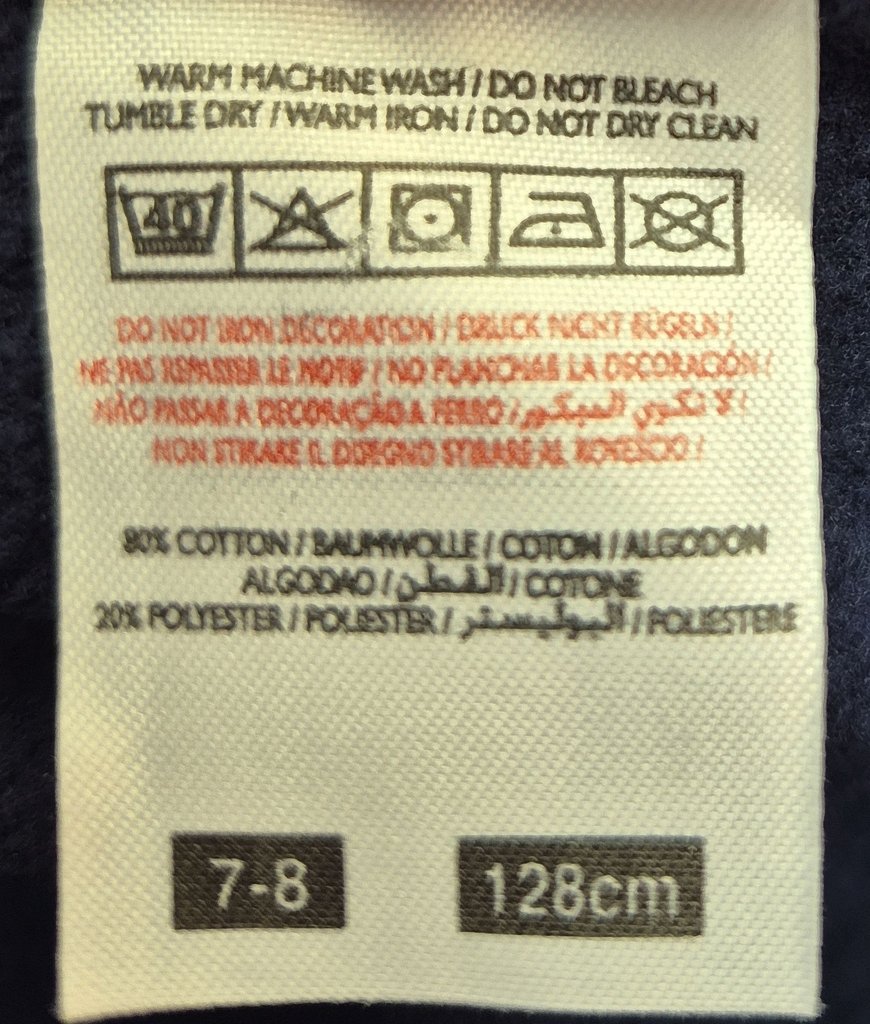 WARM MACHINE WASH / DO NOT BLEACH
TUMBLE DRY / WARM IRON / DO NOT DRY CLEAN
40
DO NOT IRON DECORATION / DRUCK NICHT BÜGELN /
NE PAS REPASSER LE MOTIF / NO PLANCHAR LA DECORACIÓN /
NÃO PASSAR A DECORAÇÃO A FERRO / لا تكوي الديكور /
NON STIRARE IL DISEGNO STIRARE AL ROVESCIO /
80% COTTON / BAUMWOLLE / COTON / ALGODON
ALGODAO / القطن / COTONE
20% POLYESTER / POLIESTER / البوليستر / POLIESTERE
7-8
128cm